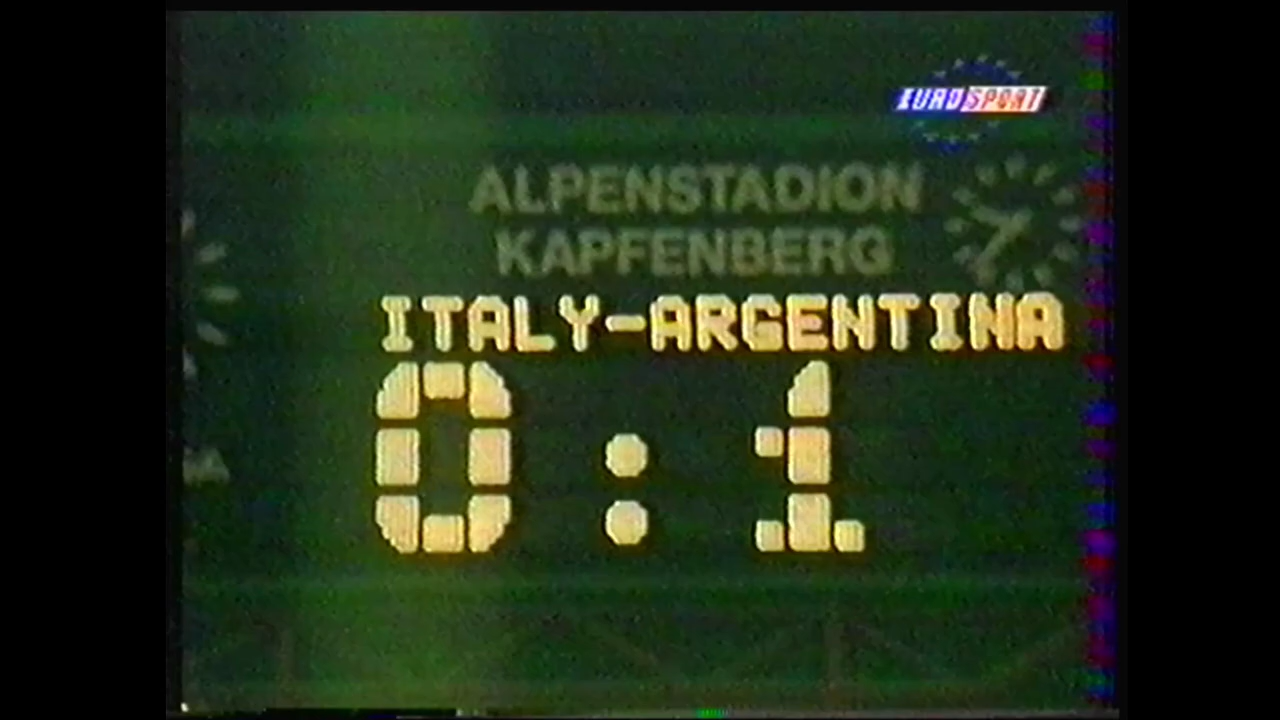 EUROSPORT
ALPENSTADION
KAPFENBERG
ITALY-ARGENTINA
0 : 1